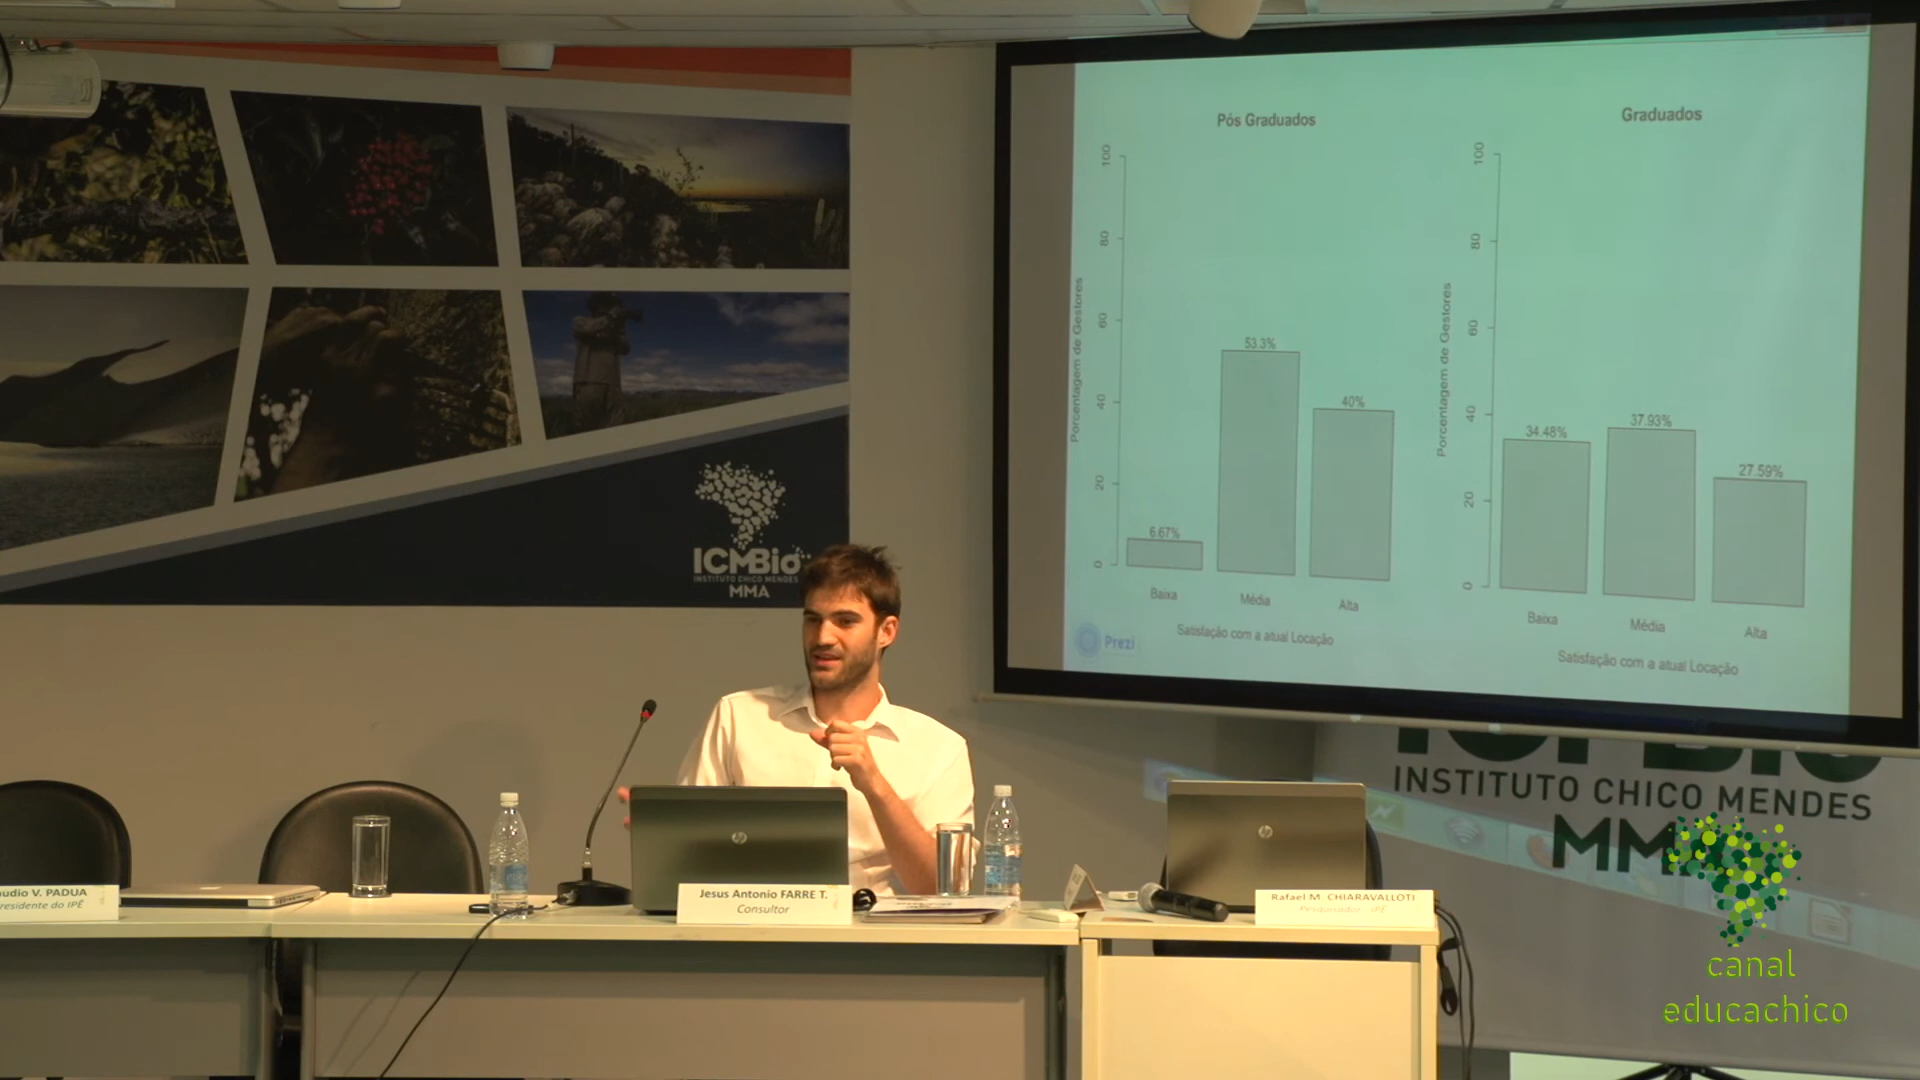 Pós Graduados
Porcentagem de Gestores
100
80
60
40
20
0
6.67%
53.3%
40%
Baixa
Média
Alta
Satisfação com a atual Locação
Prezi
Graduados
Porcentagem de Gestores
100
80
60
40
20
0
34.48%
37.93%
27.59%
Baixa
Média
Alta
Satisfação com a atual Locação
ICMBio
INSTITUTO CHICO MENDES
MMA
INSTITUTO CHICO MENDES
hp
hp
udio V. PADUA
residente do IPÊ
Jesus Antonio FARRE T.
Consultor
Rafael M. CHIARAVALLOTI
Pesquisador - IPÊ
canal
educachico